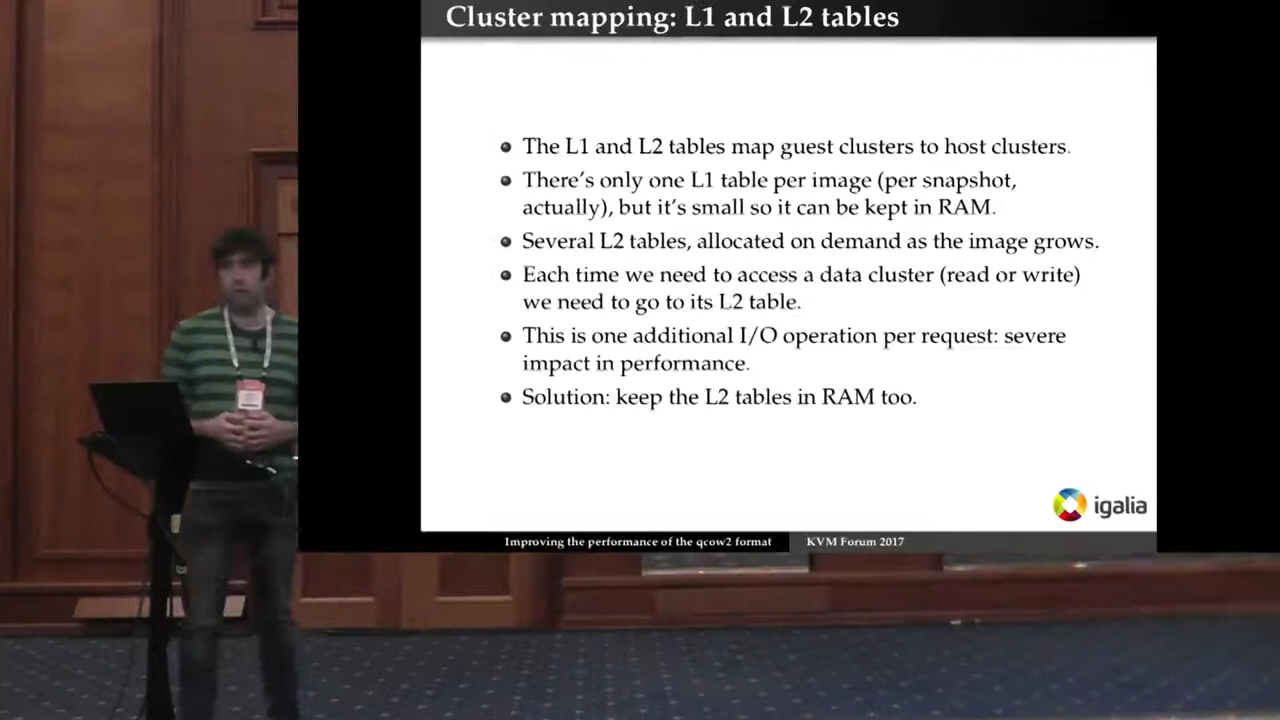 Cluster mapping: L1 and L2 tables
The L1 and L2 tables map guest clusters to host clusters.
There's only one L1 table per image (per snapshot,
actually), but it's small so it can be kept in RAM.
Several L2 tables, allocated on demand as the image grows.
Each time we need to access a data cluster (read or write)
we need to go to its L2 table.
This is one additional I/O operation per request: severe
impact in performance.
Solution: keep the L2 tables in RAM too.
igalia
Improving the performance of the qcow2 format
KVM Forum 2017